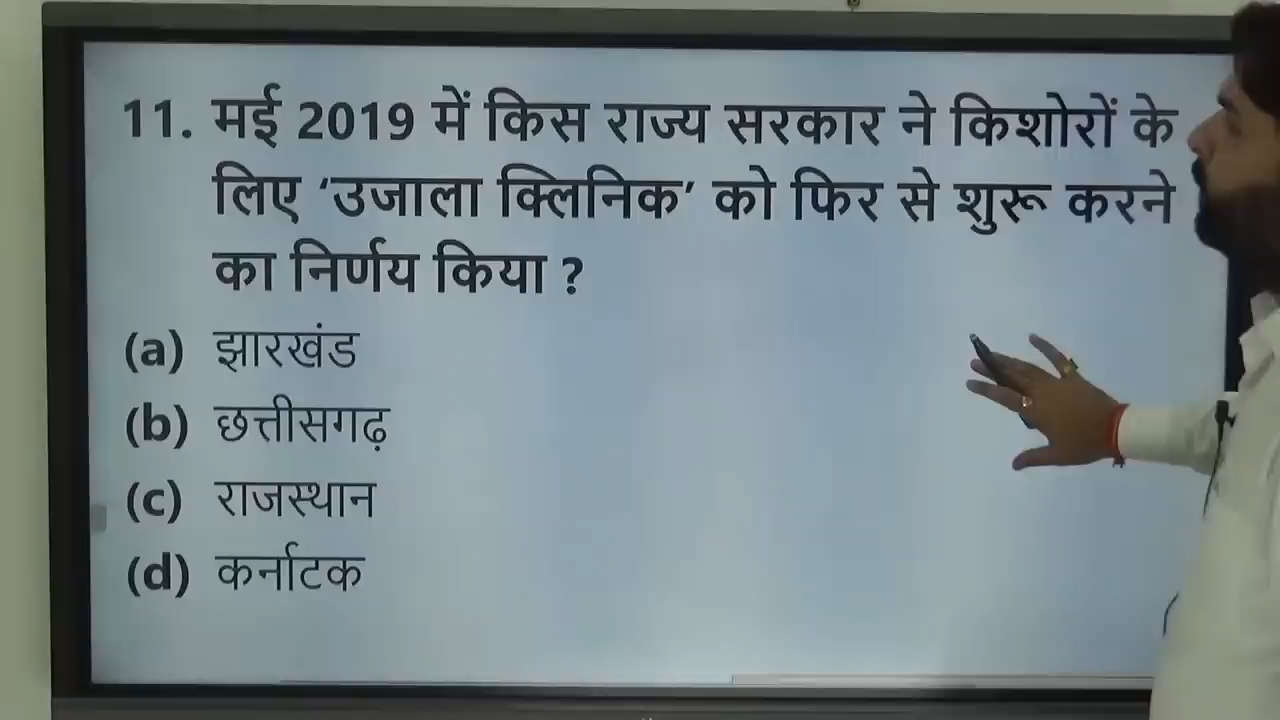 11. मई 2019 में किस राज्य सरकार ने किशोरों के
लिए ‘उजाला क्लिनिक’ को फिर से शुरू करने
का निर्णय किया ?
(a) झारखंड
(b) छत्तीसगढ़
(c) राजस्थान
(d) कर्नाटक